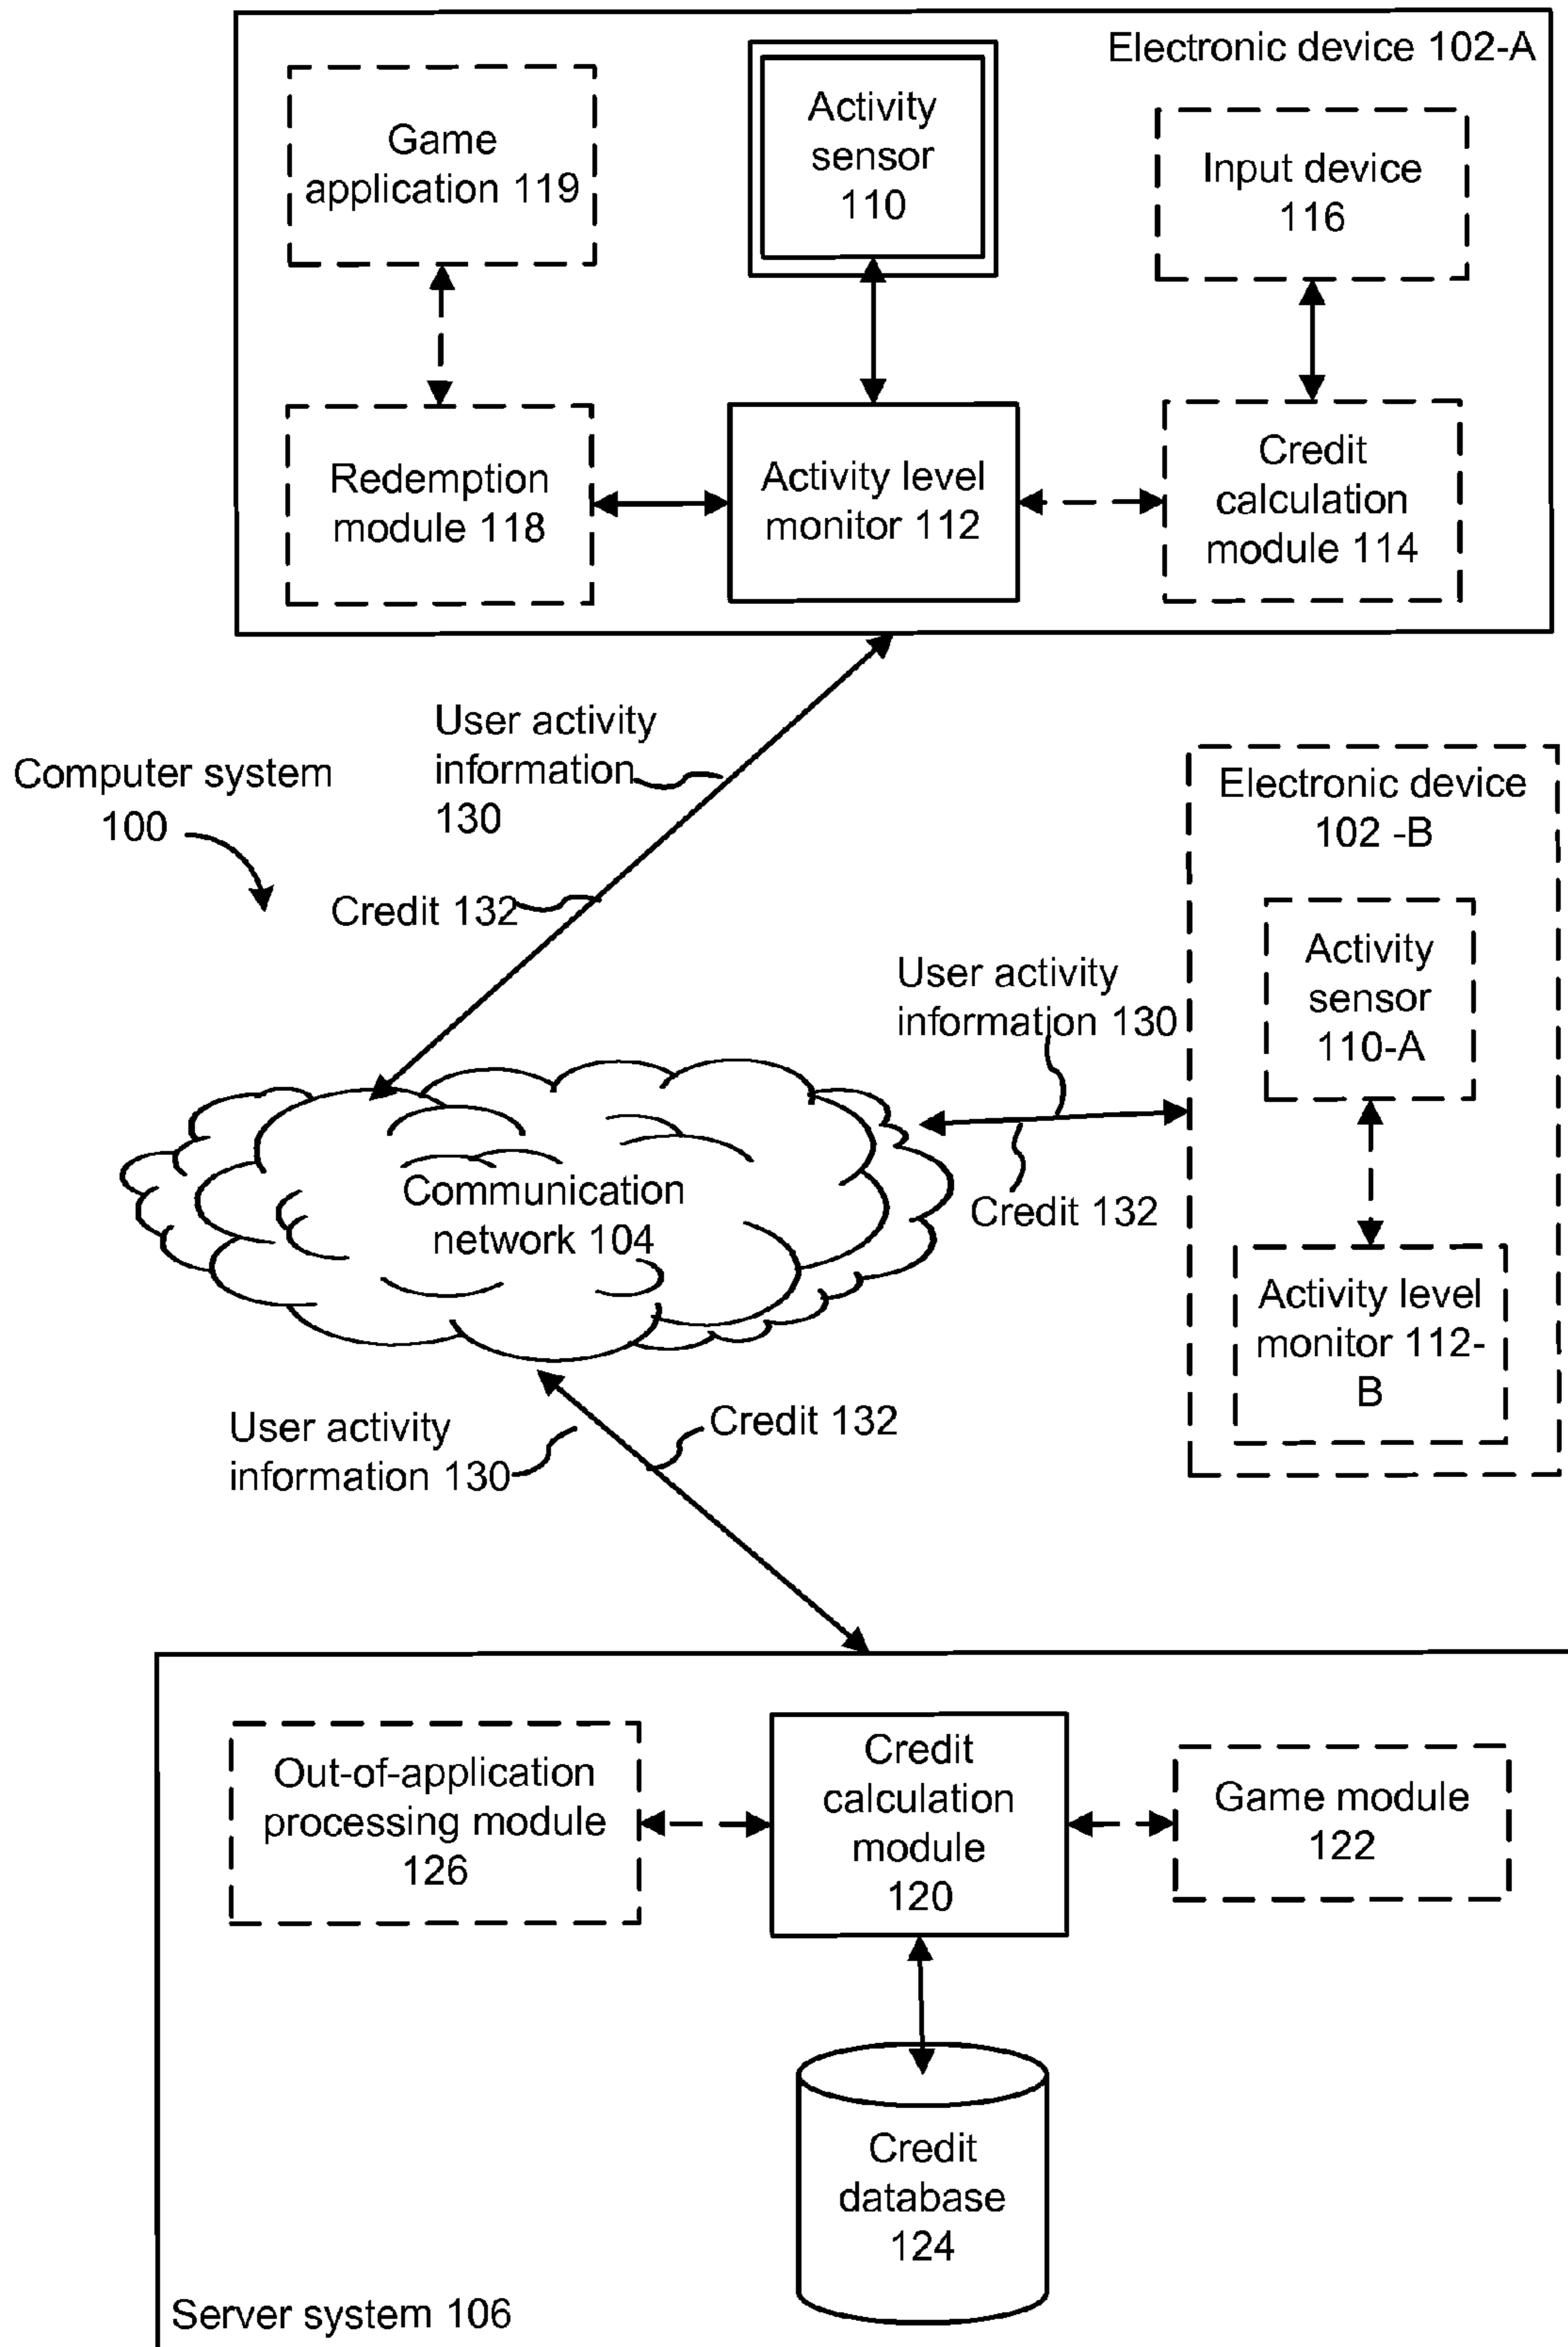 Electronic device 102-A
Game
application 119
Activity
sensor
110
Input device
116
Redemption
module 118
Activity level
monitor 112
Credit
calculation
module 114
User activity
information
130
Computer system
100
Credit 132
Electronic device
102 -B
Activity
sensor
110-A
User activity
information 130
Credit 132
Communication
network 104
Activity level
monitor 112-
B
User activity
information 130
Credit 132
Out-of-application
processing module
126
Credit
calculation
module
120
Game module
122
Credit
database
124
Server system 106